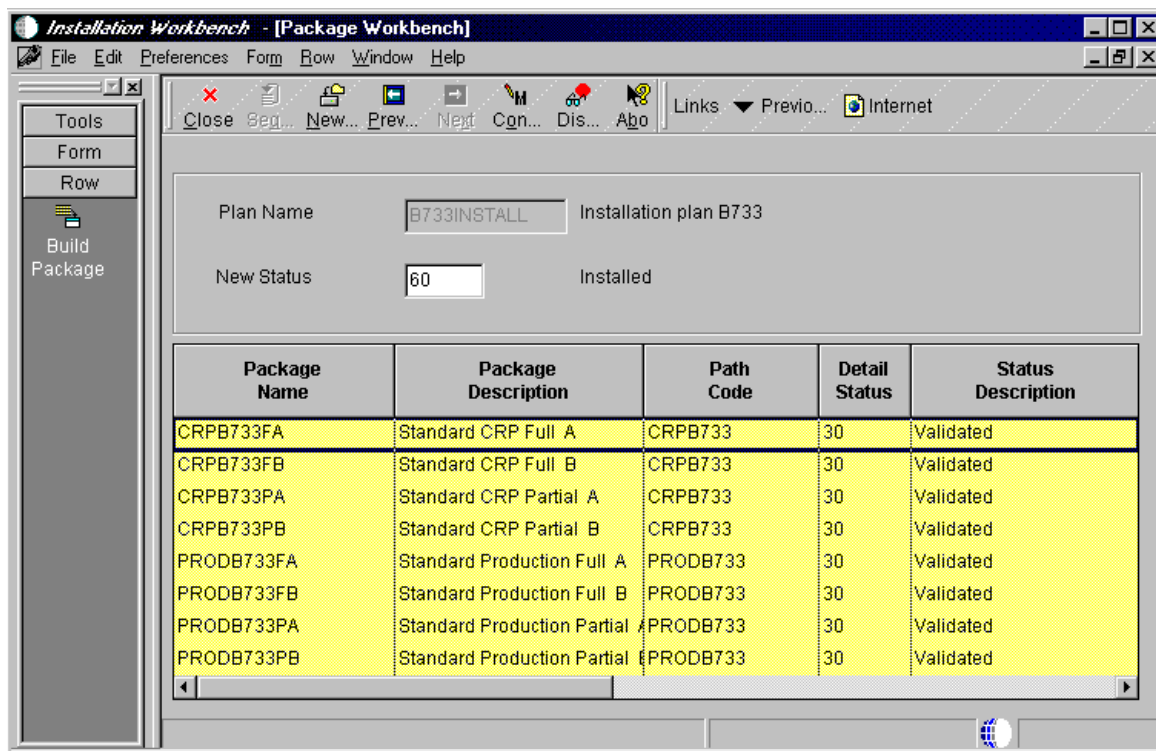 Installation Workbench - [Package Workbench]
File Edit Preferences Form Row Window Help
Tools
Form
Row
Build
Package
Close Seq... New... Prev... Next Con... Dis... Abo Links Previo... Internet
Plan Name B733INSTALL Installation plan B733
New Status 60 Installed
Package Name Package Description Path Code Detail Status Status Description
CRPB733FA Standard CRP Full A CRPB733 30 Validated
CRPB733FB Standard CRP Full B CRPB733 30 Validated
CRPB733PA Standard CRP Partial A CRPB733 30 Validated
CRPB733PB Standard CRP Partial B CRPB733 30 Validated
PRODB733FA Standard Production Full A PRODB733 30 Validated
PRODB733FB Standard Production Full B PRODB733 30 Validated
PRODB733PA Standard Production Partial A PRODB733 30 Validated
PRODB733PB Standard Production Partial PRODB733 30 Validated